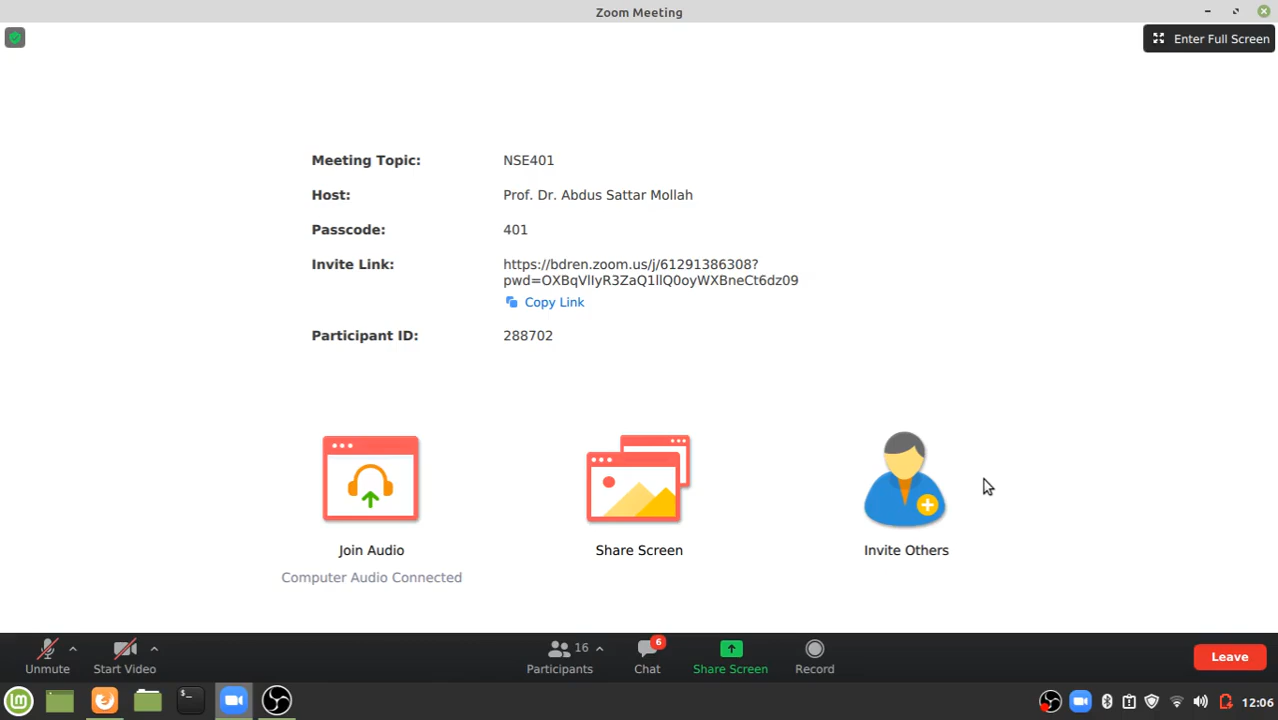 Zoom Meeting
Enter Full Screen
Meeting Topic: NSE401
Host: Prof. Dr. Abdus Sattar Mollah
Passcode: 401
Invite Link: https://bdren.zoom.us/j/61291386308?
pwd=OXBqVlIyR3ZaQ1llQ0oyWXBneCt6dz09
Copy Link
Participant ID: 288702
Join Audio
Share Screen
Invite Others
Computer Audio Connected
16
6
Unmute
Start Video
Participants
Chat
Share Screen
Record
Leave
12:06